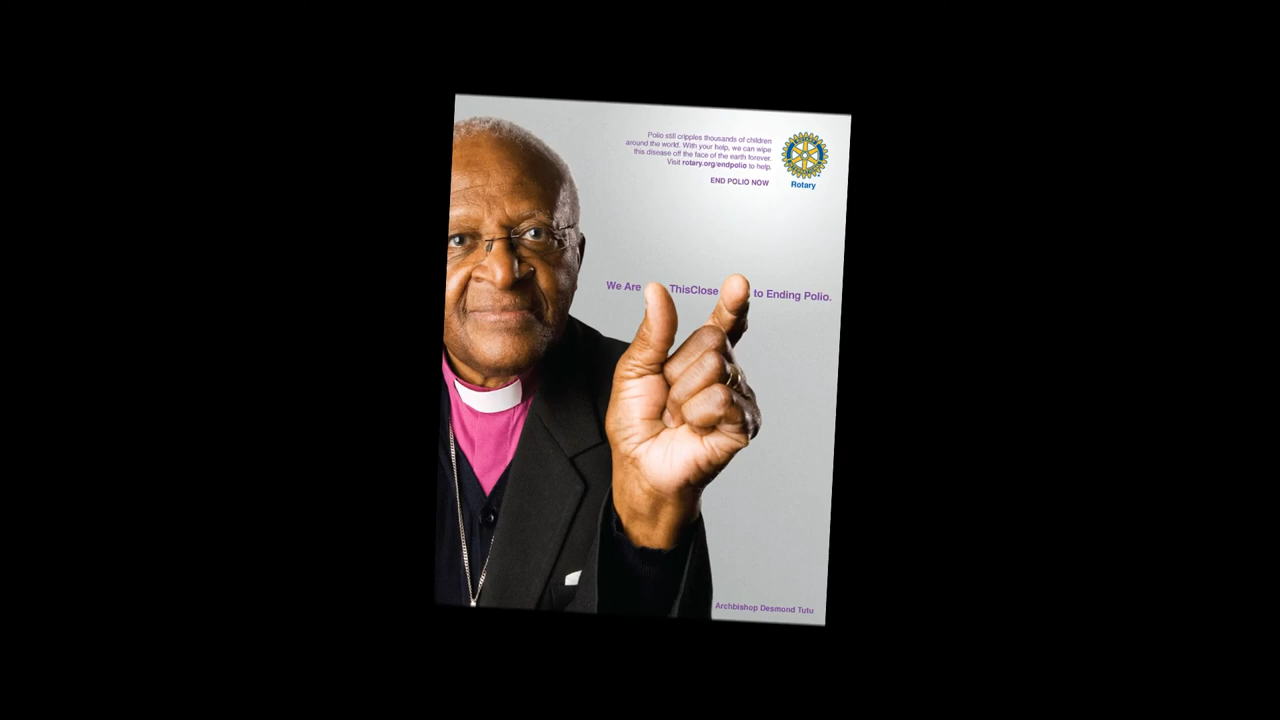 Polio still cripples thousands of children
around the world. With your help, we can wipe
this disease off the face of the earth forever.
Visit rotary.org/endpolio to help.
END POLIO NOW
Rotary
We Are ThisClose to Ending Polio.
Archbishop Desmond Tutu